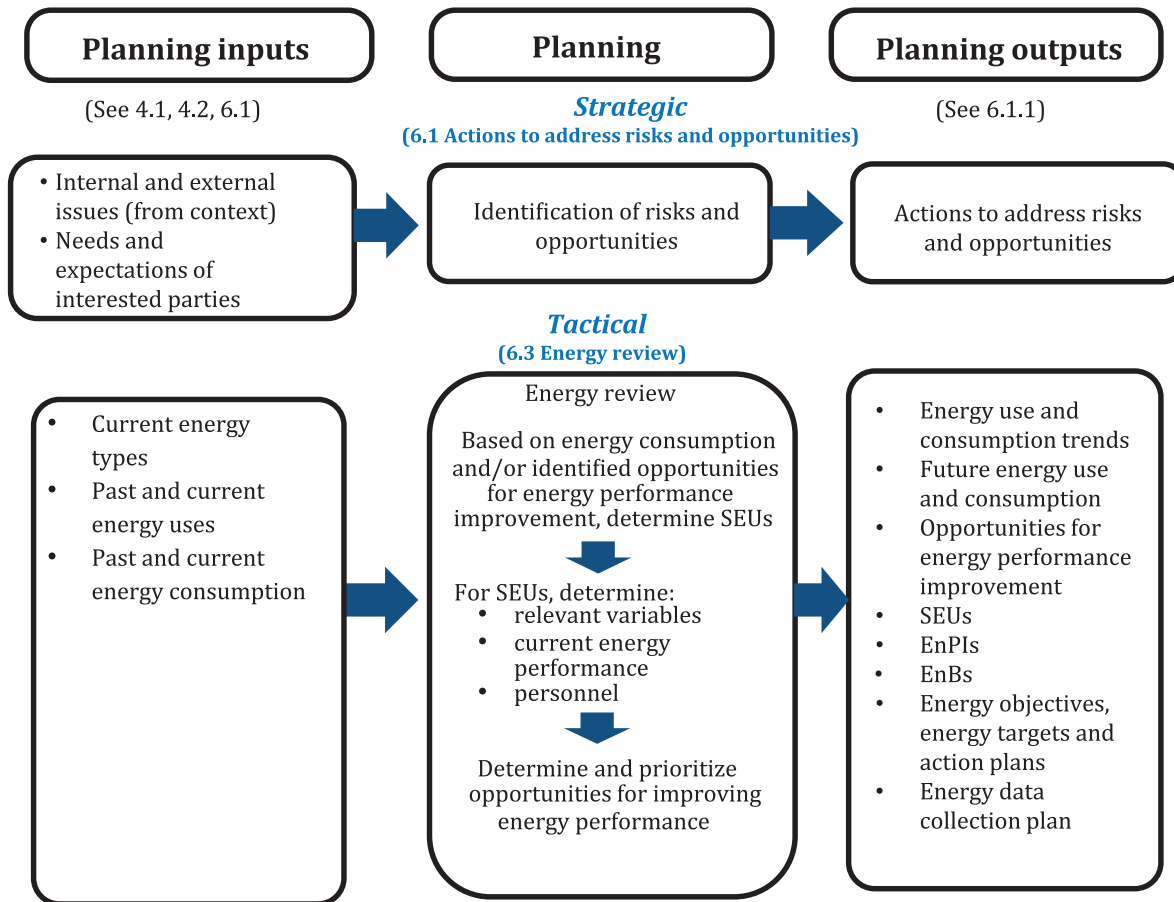 Planning inputs
Planning
Planning outputs
(See 4.1, 4.2, 6.1)
Strategic
(6.1 Actions to address risks and opportunities)
(See 6.1.1)
• Internal and external
issues (from context)
• Needs and
expectations of
interested parties
Identification of risks and
opportunities
Actions to address risks
and opportunities
Tactical
(6.3 Energy review)
• Current energy
types
• Past and current
energy uses
• Past and current
energy consumption
Energy review
Based on energy consumption
and/or identified opportunities
for energy performance
improvement, determine SEUs
For SEUs, determine:
• relevant variables
• current energy
performance
• personnel
Determine and prioritize
opportunities for improving
energy performance
• Energy use and
consumption trends
• Future energy use
and consumption
• Opportunities for
energy performance
improvement
• SEUs
• EnPIs
• EnBs
• Energy objectives,
energy targets and
action plans
• Energy data
collection plan